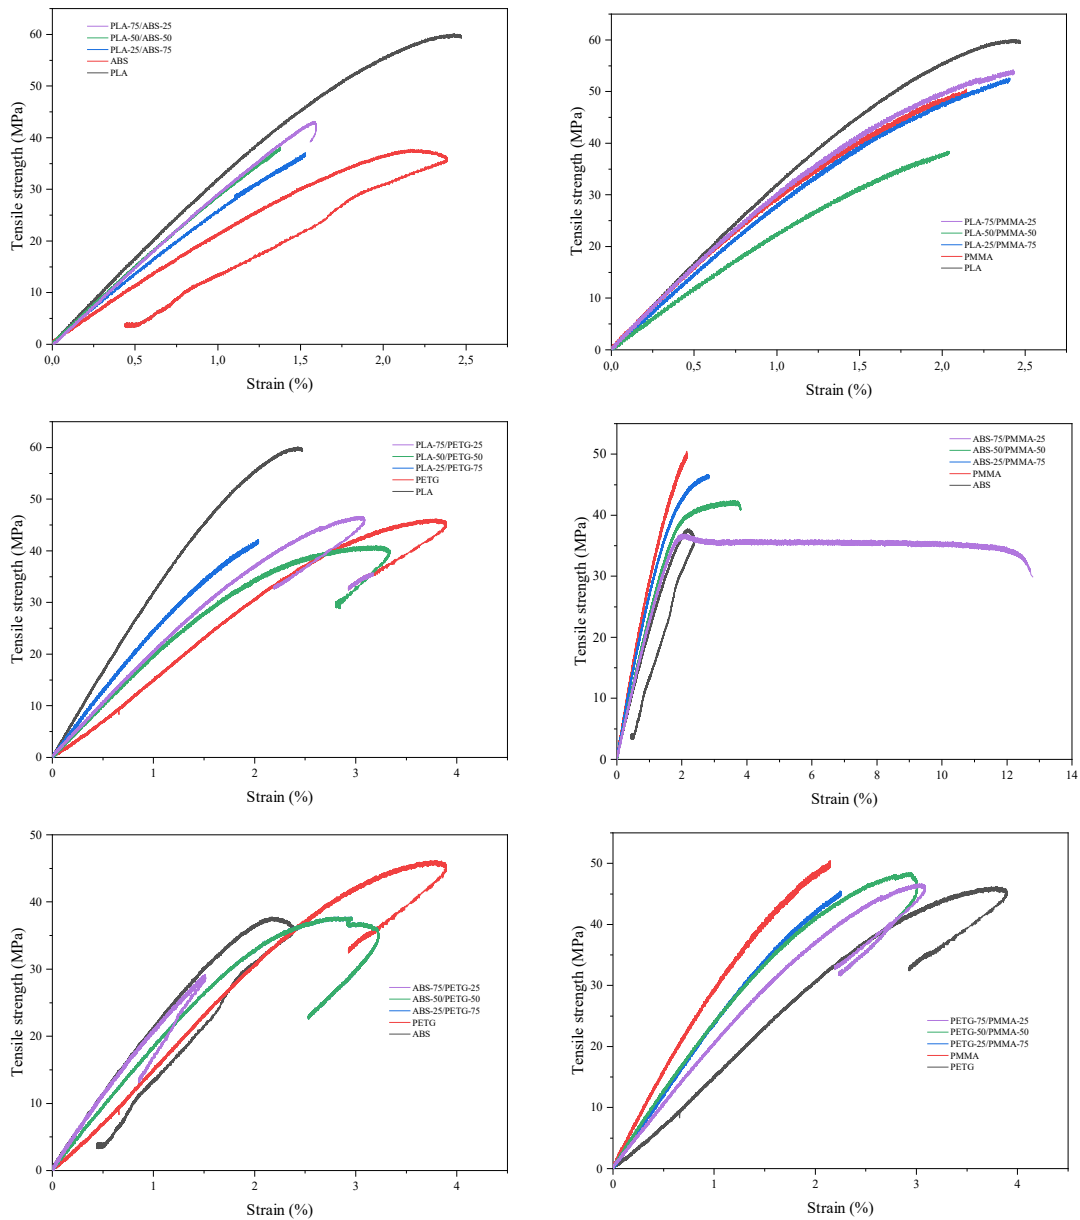 PLA-75/ABS-25
PLA-50/ABS-50
PLA-25/ABS-75
ABS
PLA
Tensile strength (MPa)
60
50
40
30
20
10
0
0,0 0,5 1,0 1,5 2,0 2,5
Strain (%)
PLA-75/PMMA-25
PLA-50/PMMA-50
PLA-25/PMMA-75
PMMA
PLA
Tensile strength (MPa)
60
50
40
30
20
10
0
0,0 0,5 1,0 1,5 2,0 2,5
Strain (%)
PLA-75/PETG-25
PLA-50/PETG-50
PLA-25/PETG-75
PETG
PLA
Tensile strength (MPa)
60
50
40
30
20
10
0
0 1 2 3 4
Strain (%)
ABS-75/PMMA-25
ABS-50/PMMA-50
ABS-25/PMMA-75
PMMA
ABS
Tensile strength (MPa)
50
40
30
20
10
0
0 2 4 6 8 10 12 14
Strain (%)
ABS-75/PETG-25
ABS-50/PETG-50
ABS-25/PETG-75
PETG
ABS
Tensile strength (MPa)
50
40
30
20
10
0
0 1 2 3 4
Strain (%)
PETG-75/PMMA-25
PETG-50/PMMA-50
PETG-25/PMMA-75
PMMA
PETG
Tensile strength (MPa)
50
40
30
20
10
0
0 1 2 3 4
Strain (%)